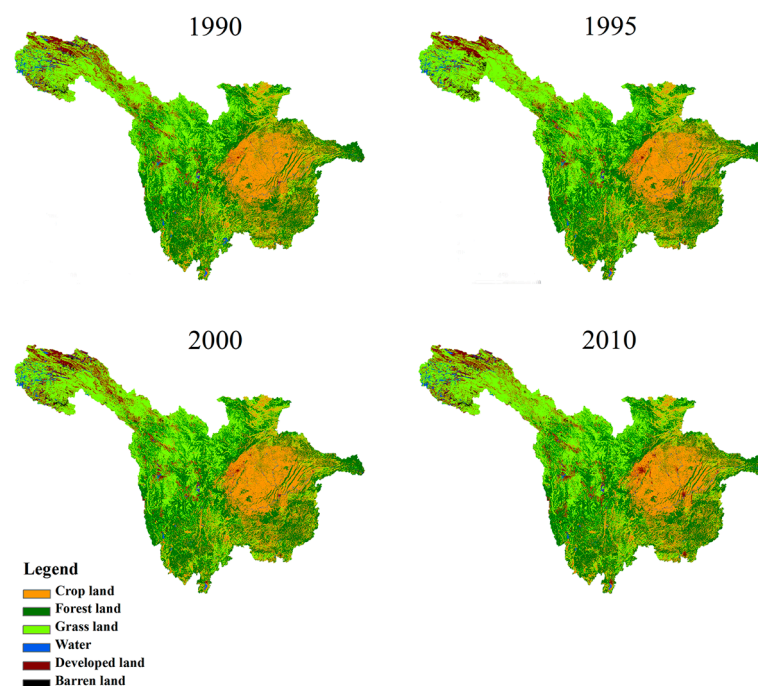 1990
1995
2000
2010
Legend
Crop land
Forest land
Grass land
Water
Developed land
Barren land